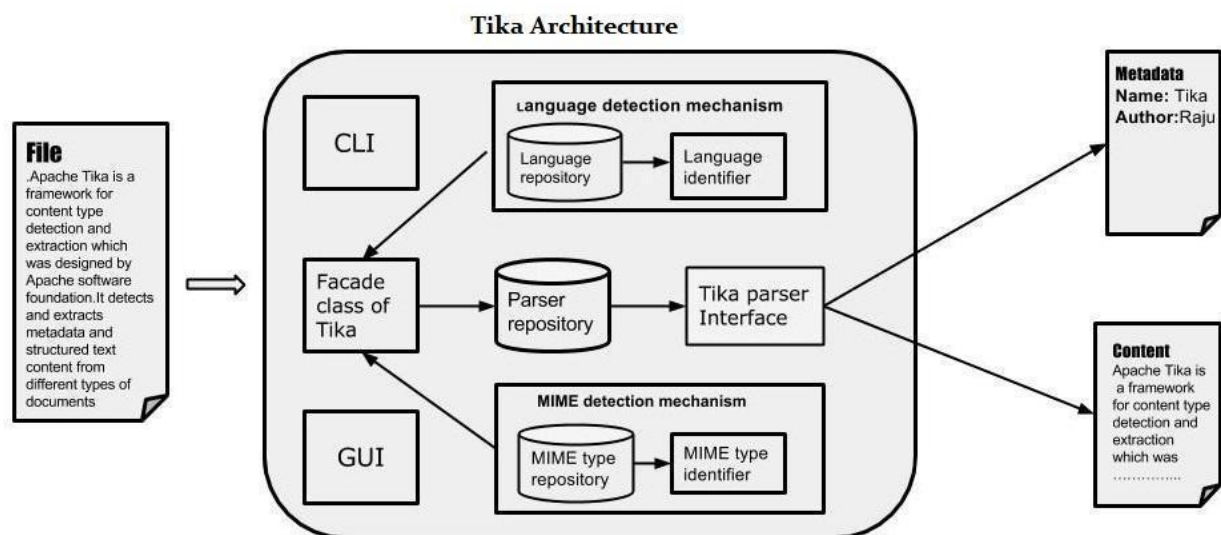 Tika Architecture
File
.Apache Tika is a
framework for
content type
detection and
extraction which
was designed by
Apache software
foundation.It detects
and extracts
metadata and
structured text
content from
different types of
documents
CLI
Language detection mechanism
Language
repository
Language
identifier
Facade
class of
Tika
Parser
repository
Tika parser
Interface
GUI
MIME detection mechanism
MIME type
repository
MIME type
identifier
Metadata
Name: Tika
Author:Raju
Content
Apache Tika is
a framework
for content type
detection and
extraction
which was
……………..